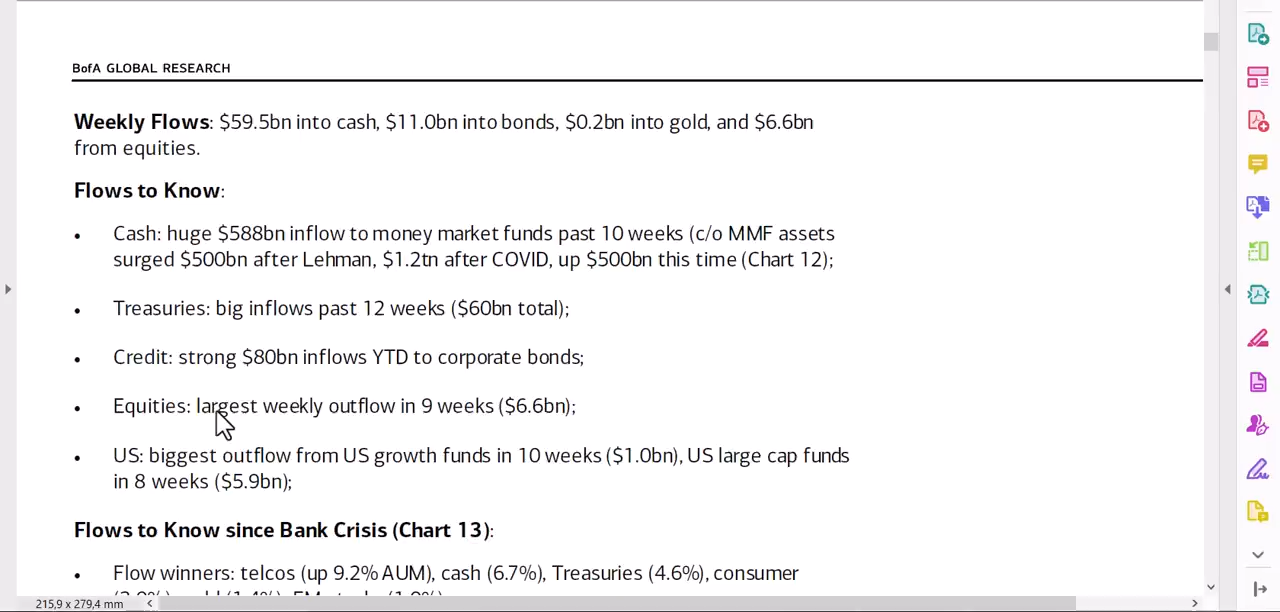 BofA GLOBAL RESEARCH
Weekly Flows: $59.5bn into cash, $11.0bn into bonds, $0.2bn into gold, and $6.6bn
from equities.
Flows to Know:
• Cash: huge $588bn inflow to money market funds past 10 weeks (c/o MMF assets
surged $500bn after Lehman, $1.2tn after COVID, up $500bn this time (Chart 12);
• Treasuries: big inflows past 12 weeks ($60bn total);
• Credit: strong $80bn inflows YTD to corporate bonds;
• Equities: largest weekly outflow in 9 weeks ($6.6bn);
• US: biggest outflow from US growth funds in 10 weeks ($1.0bn), US large cap funds
in 8 weeks ($5.9bn);
Flows to Know since Bank Crisis (Chart 13):
• Flow winners: telcos (up 9.2% AUM), cash (6.7%), Treasuries (4.6%), consumer
215,9 x 279,4 mm